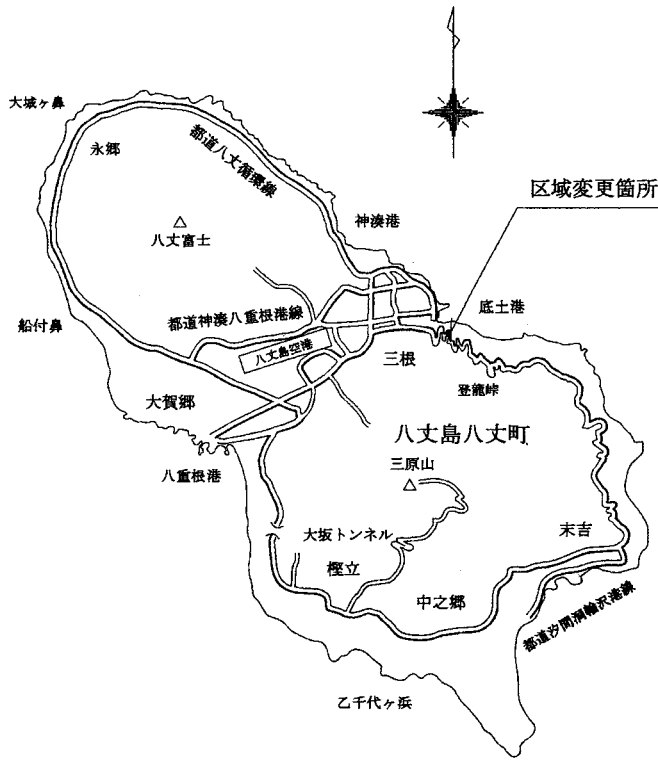 大城ヶ鼻
永郷
都道八丈循環線
区域変更箇所
神湊港
八丈富士
船付鼻
都道神湊八重根港線
底土港
八丈島空港
三根
登龍峠
大賀郷
八丈島八丈町
三原山
八重根港
大坂トンネル
末吉
樫立
中之郷
都道汐間洞輪沢港線
乙千代ヶ浜